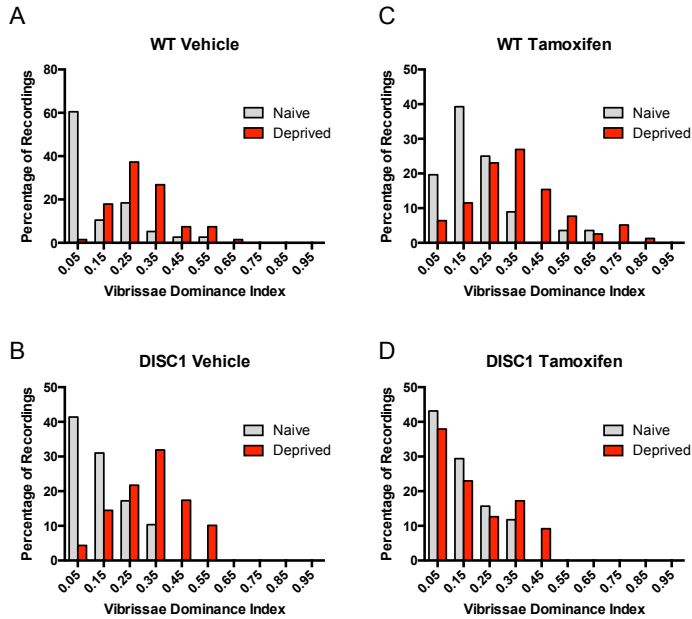 A
WT Vehicle
Percentage of Recordings
80
60
40
20
0
Naive
Deprived
0.05 0.15 0.25 0.35 0.45 0.55 0.65 0.75 0.85 0.95
Vibrissae Dominance Index
C
WT Tamoxifen
Percentage of Recordings
50
40
30
20
10
0
Naive
Deprived
0.05 0.15 0.25 0.35 0.45 0.55 0.65 0.75 0.85 0.95
Vibrissae Dominance Index
B
DISC1 Vehicle
Percentage of Recordings
50
40
30
20
10
0
Naive
Deprived
0.05 0.15 0.25 0.35 0.45 0.55 0.65 0.75 0.85 0.95
Vibrissae Dominance Index
D
DISC1 Tamoxifen
Percentage of Recordings
50
40
30
20
10
0
Naive
Deprived
0.05 0.15 0.25 0.35 0.45 0.55 0.65 0.75 0.85 0.95
Vibrissae Dominance Index